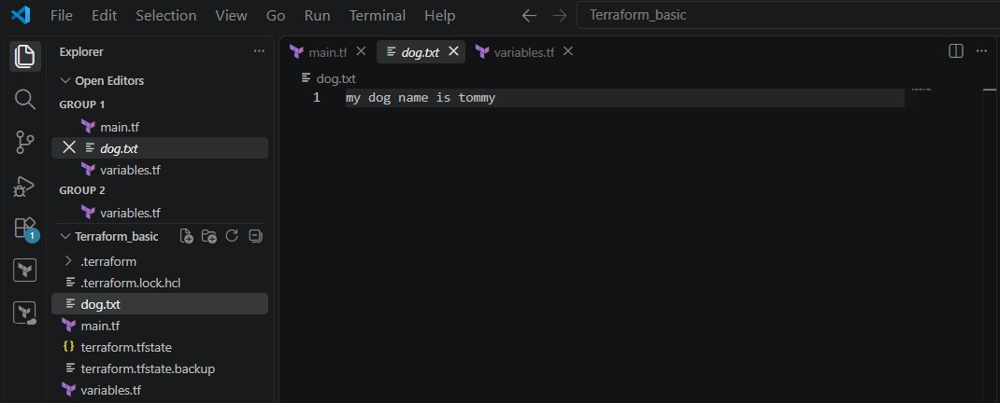 File Edit Selection View Go Run Terminal Help Terraform_basic
Explorer
main.tf dog.txt variables.tf
Open Editors
dog.txt
GROUP 1
1 my dog name is tommy
main.tf
dog.txt
variables.tf
GROUP 2
variables.tf
Terraform_basic
1
.terraform
.terraform.lock.hcl
dog.txt
main.tf
terraform.tfstate
terraform.tfstate.backup
variables.tf